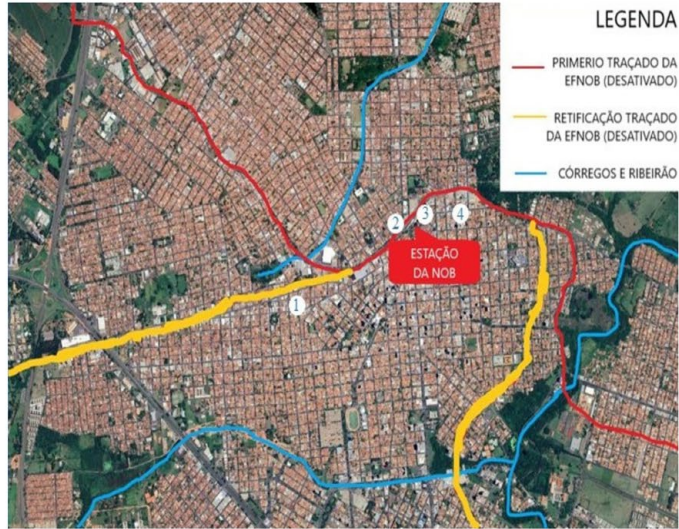 LEGENDA
PRIMERIO TRAÇADO DA
EFNOB (DESATIVADO)
RETIFICAÇÃO TRAÇADO
DA EFNOB (DESATIVADO)
CÓRREGOS E RIBEIRÃO
2
3
4
ESTAÇÃO
DA NOB
1